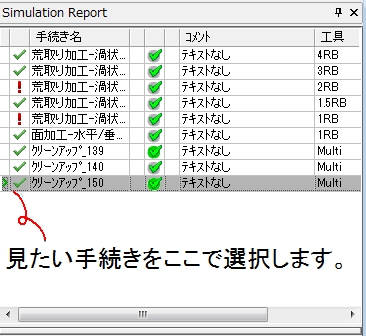 Simulation Report
手続き名 コメント 工具
荒取り加工-渦状... テキストなし 4RB
荒取り加工-渦状... テキストなし 3RB
荒取り加工-渦状... テキストなし 2RB
荒取り加工-渦状... テキストなし 1.5RB
荒取り加工-渦状... テキストなし 1RB
面加工-水平/垂... テキストなし 1RB
ｸﾘｰﾝｱｯﾌﾟ_139 テキストなし Multi
ｸﾘｰﾝｱｯﾌﾟ_140 テキストなし Multi
ｸﾘｰﾝｱｯﾌﾟ_150 テキストなし Multi
見たい手続きをここで選択します。